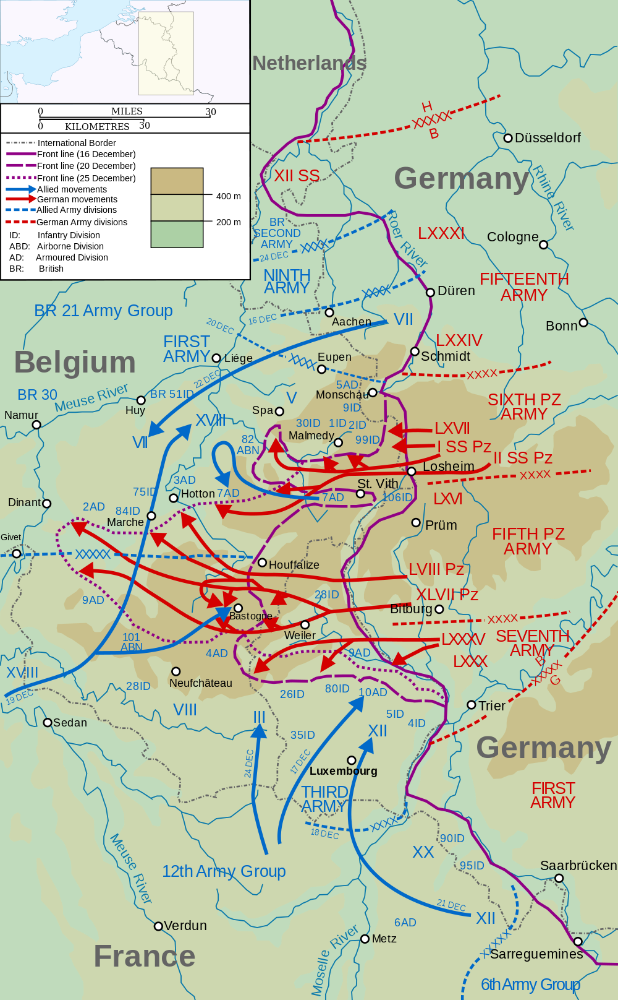 Netherlands
0
MILES
30
0
KILOMETRES
30
International Border
Front line (16 December)
Front line (20 December)
Front line (25 December)
Allied movements
German movements
Allied Army divisions
German Army divisions
ID: Infantry Division
ABD: Airborne Division
AD: Armoured Division
BR: British
400 m
200 m
H
XXXXX
B
Düsseldorf
XII SS
Germany
Rhine River
BR
SECOND
ARMY
24 DEC
XXXX
Roer River
LXXXI
Cologne
NINTH
ARMY
FIFTEENTH
ARMY
XXXX
Düren
BR 21 Army Group
16 DEC
20 DEC
Aachen
VII
Bonn
FIRST
ARMY
LXXIV
Belgium
Liége
XXXX
Eupen
Schmidt
22 DEC
XXXX
5AD
BR 30
Meuse River
BR 51ID
V
Monschau
SIXTH PZ
ARMY
Huy
Spa
9ID
Namur
XVIII
30ID
1ID
2ID
LXVII
VII
82
ABN
Malmedy
99ID
I SS Pz
II SS Pz
Losheim
XXXX
3AD
St. Vith
75ID
Hotton
7AD
7AD
106ID
LXVI
Dinant
2AD
84ID
Marche
Prüm
Givet
FIFTH PZ
ARMY
XXXXX
Houffalize
LVIII Pz
9AD
28ID
XLVII Pz
Bitburg
Bastogne
XXXX
Weiler
101
ABN
LXXXV
SEVENTH
ARMY
4AD
9AD
LXXX
B
XXXXX
G
XVIII
Neufchâteau
28ID
26ID
80ID
10AD
19 DEC
VIII
Trier
Sedan
III
5ID
4ID
35ID
XII
Germany
24 DEC
17 DEC
Luxembourg
THIRD
ARMY
FIRST
ARMY
18 DEC
XXXX
90ID
Meuse River
XX
95ID
12th Army Group
Saarbrücken
21 DEC
XII
6AD
Verdun
Moselle River
Metz
XXXXX
Sarreguemines
France
6th Army Group